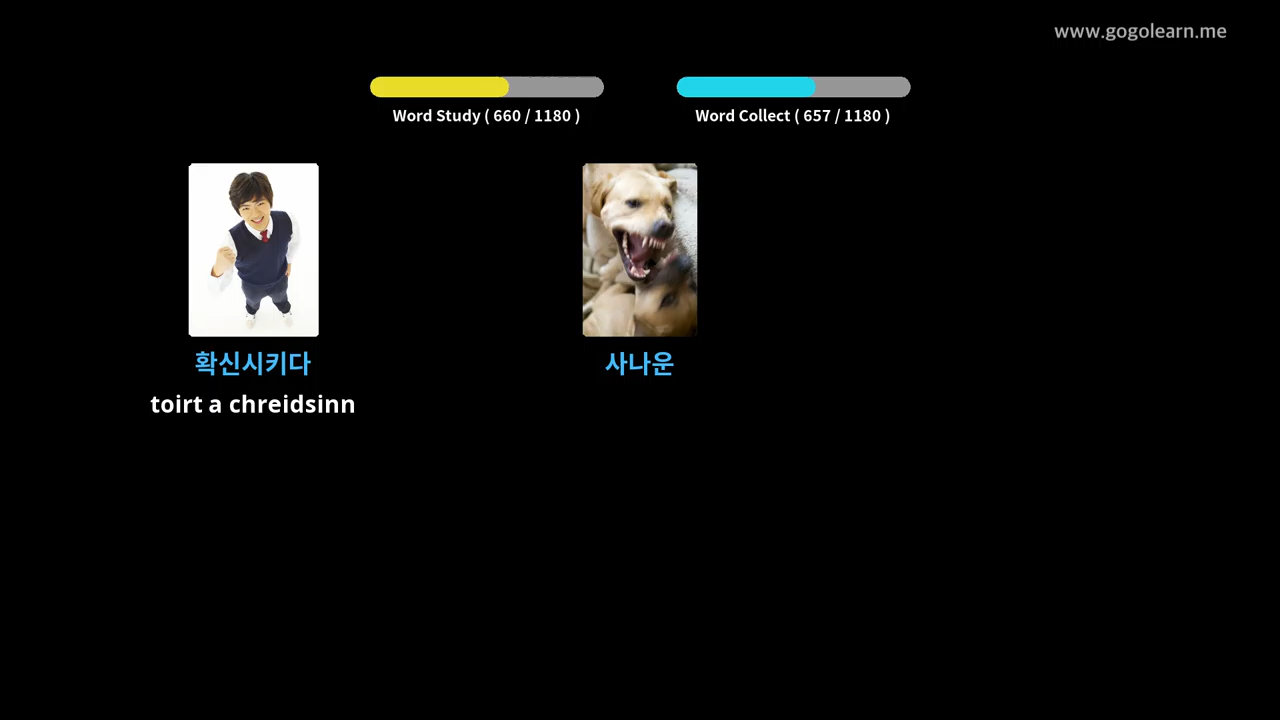 www.gogolearn.me
Word Study ( 660 / 1180 )
Word Collect ( 657 / 1180 )
확신시키다
사나운
toirt a chreidsinn